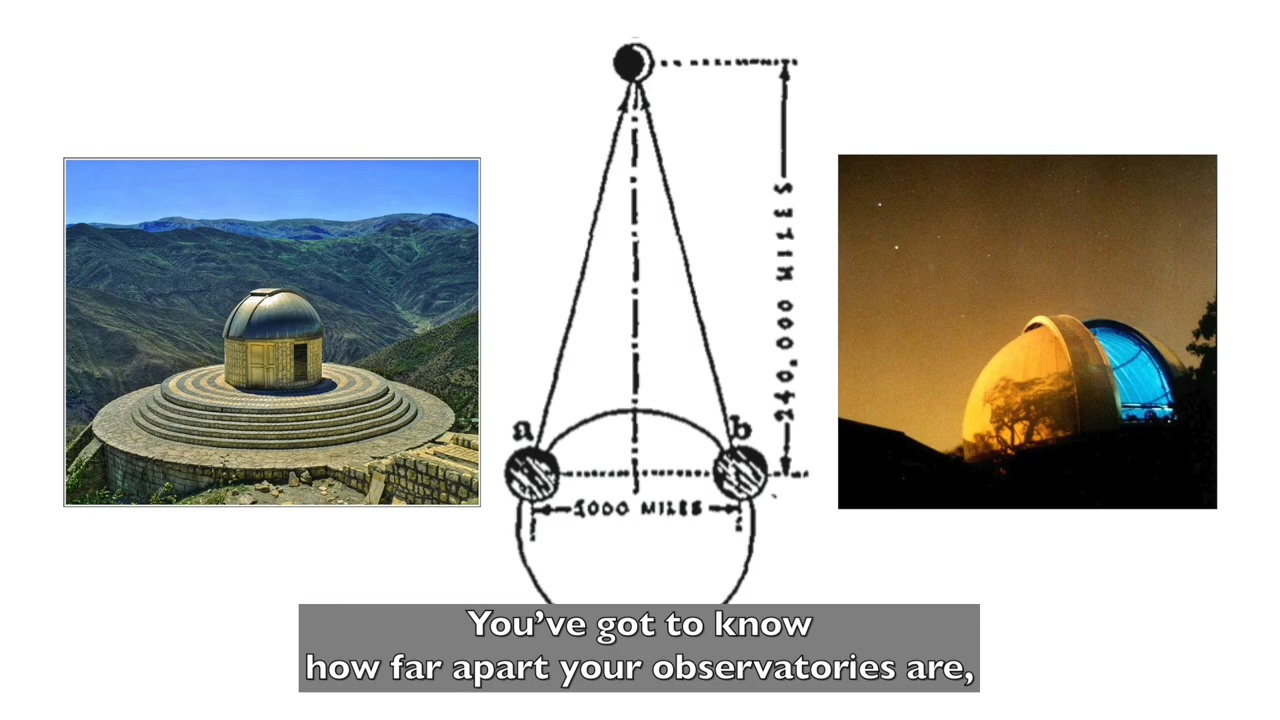 240,000 MILES
a
b
1000 MILES
You've got to know
how far apart your observatories are,